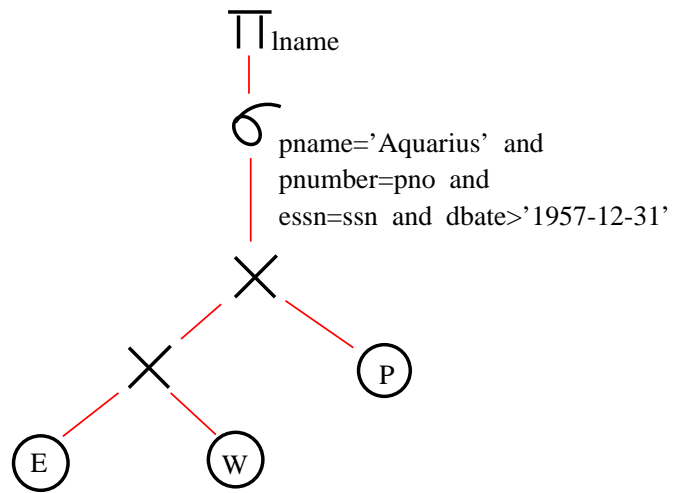 ∏ lname
σ
pname='Aquarius' and
pnumber=pno and
essn=ssn and dbate>'1957-12-31'
×
×
P
E
W